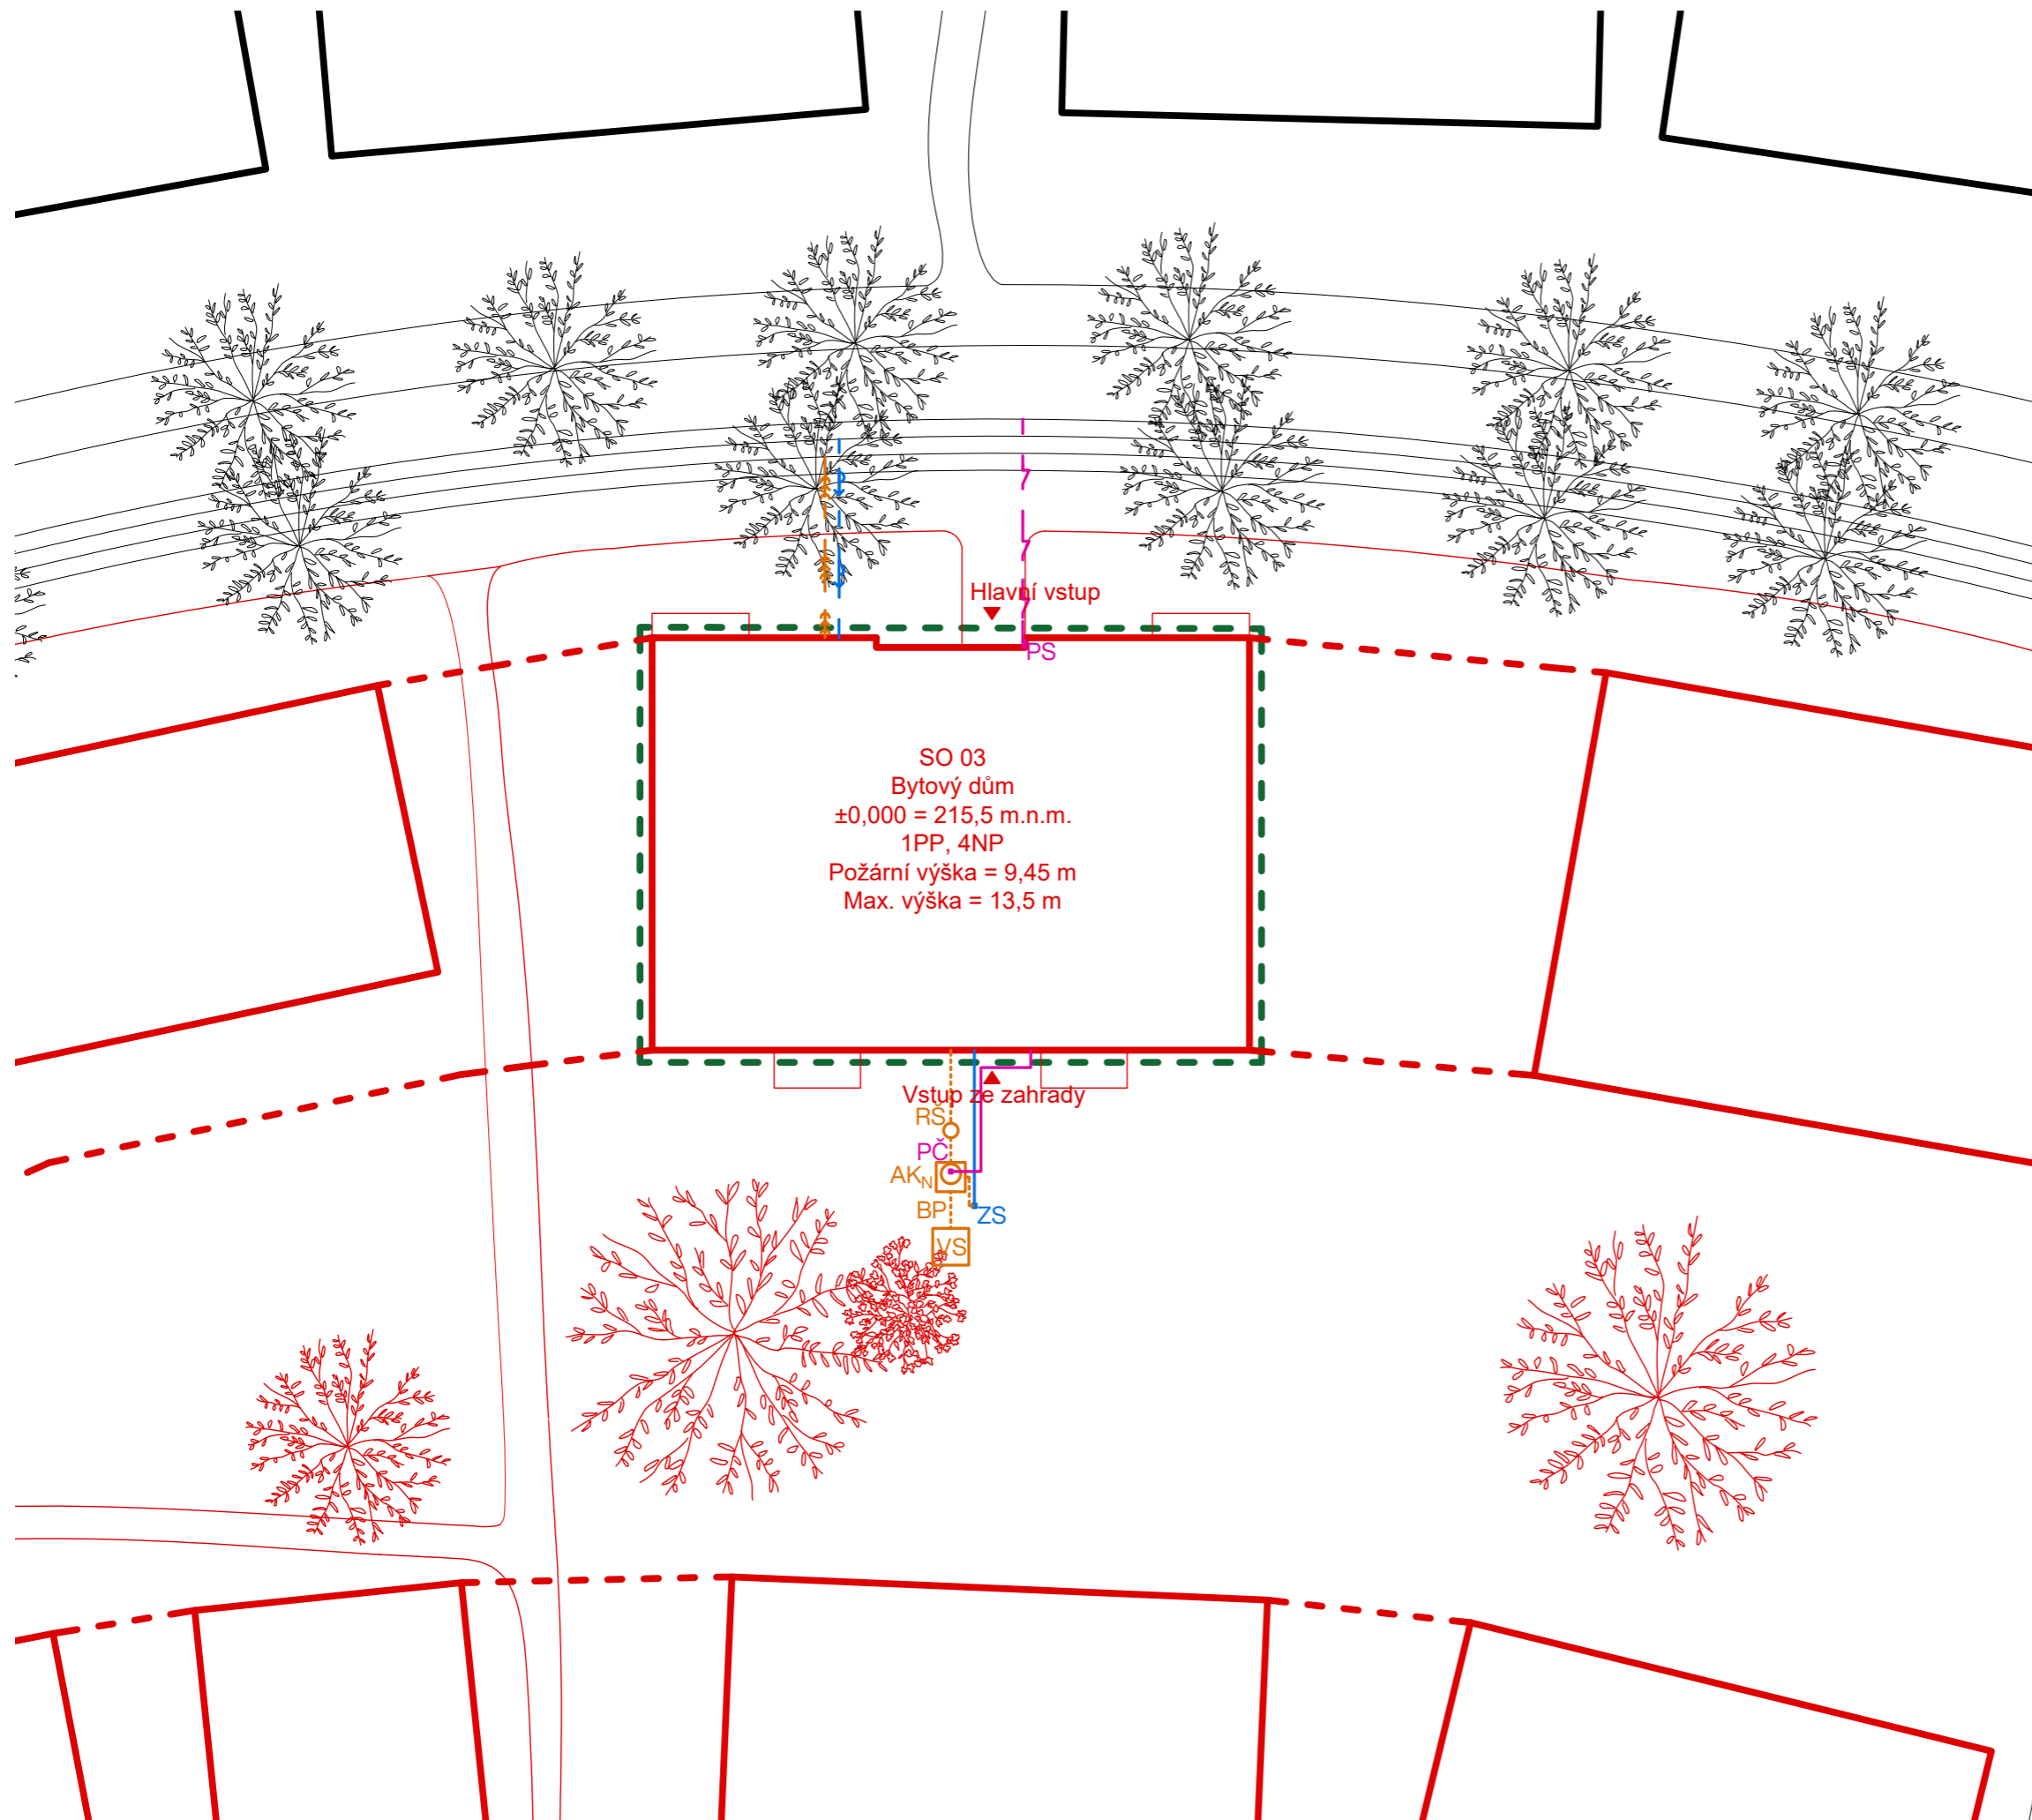 Hlavní vstup
PS
SO 03
Bytový dům
±0,000 = 215,5 m.n.m.
1PP, 4NP
Požární výška = 9,45 m
Max. výška = 13,5 m
Vstup ze zahrady
RŠ
PČ
AKN
BP
ZS
VS